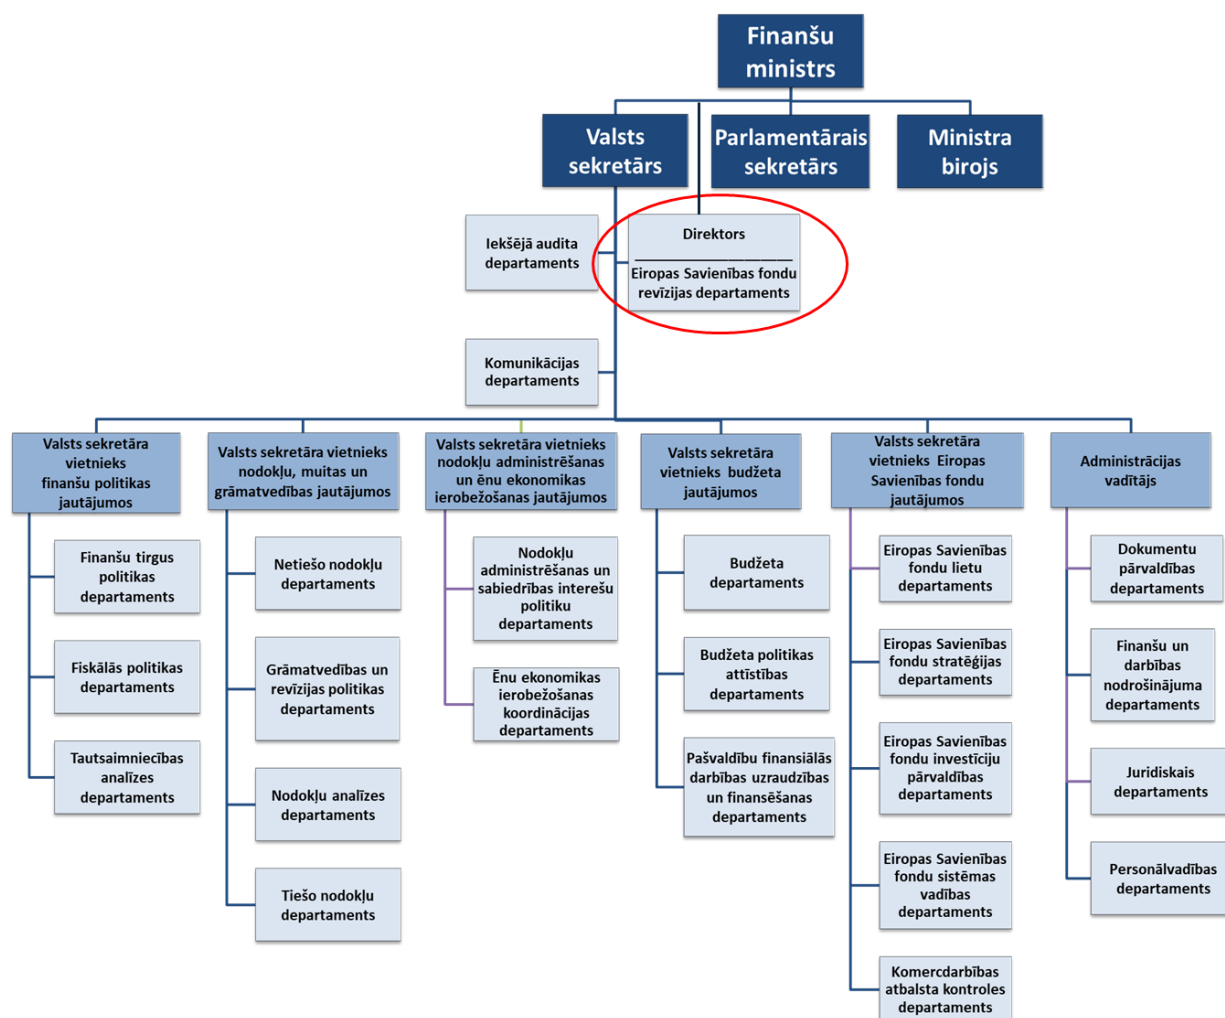 Finanšu
ministrs
Valsts
sekretārs
Parlamentārais
sekretārs
Ministra
birojs
Iekšējā audita
departaments
Direktors
Eiropas Savienības fondu
revīzijas departaments
Komunikācijas
departaments
Valsts sekretāra
vietnieks
finanšu politikas
jautājumos
Finanšu tirgus
politikas
departaments
Fiskālās politikas
departaments
Tautsaimniecības
analīzes
departaments
Valsts sekretāra vietnieks
nodokļu, muitas un
grāmatvedības jautājumos
Netiešo nodokļu
departaments
Grāmatvedības un
revīzijas politikas
departaments
Nodokļu analīzes
departaments
Tiešo nodokļu
departaments
Valsts sekretāra vietnieks
nodokļu administrēšanas
un ēnu ekonomikas
ierobežošanas jautājumos
Nodokļu
administrēšanas un
sabiedrības interešu
politiku
departaments
Ēnu ekonomikas
ierobežošanas
koordinācijas
departaments
Valsts sekretāra
vietnieks budžeta
jautājumos
Budžeta
departaments
Budžeta politikas
attīstības
departaments
Pašvaldību finansiālās
darbības uzraudzības
un finansēšanas
departaments
Valsts sekretāra
vietnieks Eiropas
Savienības fondu
jautājumos
Eiropas Savienības
fondu lietu
departaments
Eiropas Savienības
fondu stratēģijas
departaments
Eiropas Savienības
fondu investīciju
pārvaldības
departaments
Eiropas Savienības
fondu sistēmas
vadības
departaments
Komercdarbības
atbalsta kontroles
departaments
Administrācijas
vadītājs
Dokumentu
pārvaldības
departaments
Finanšu un
darbības
nodrošinājuma
departaments
Juridiskais
departaments
Personālvadības
departaments